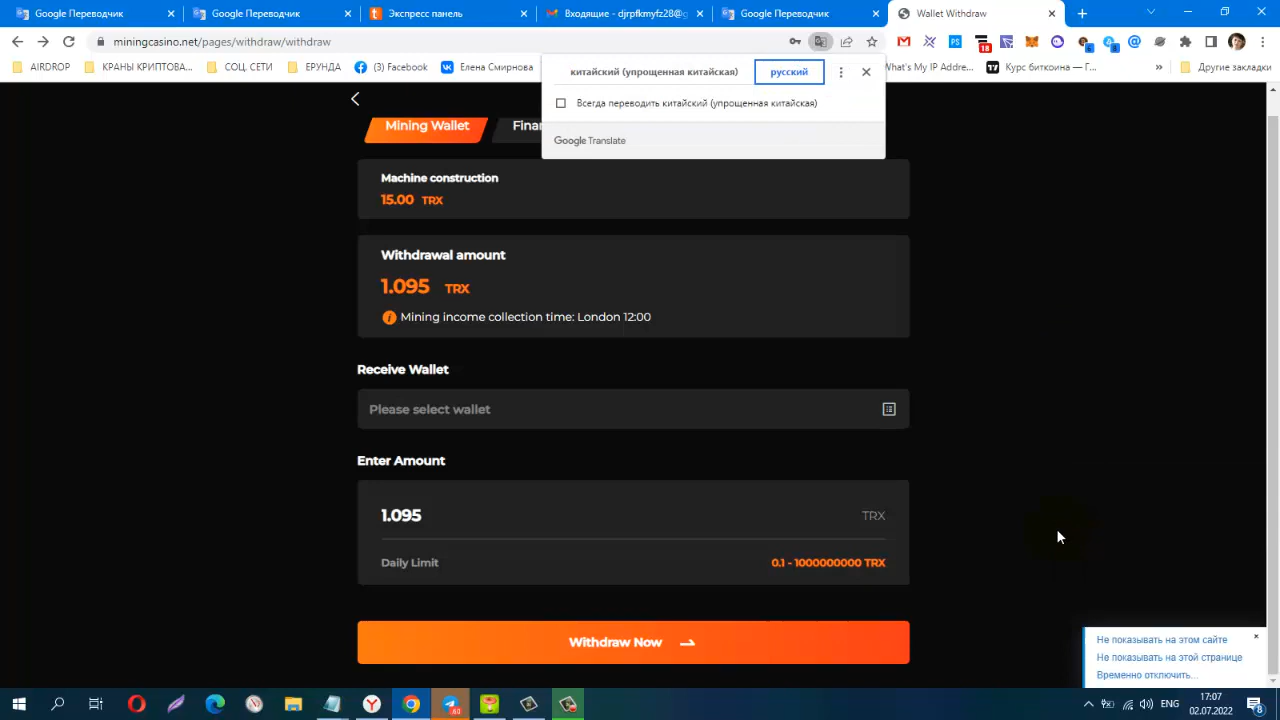 Google Переводчик
Google Переводчик
Экспресс панель
Входящие - djrpfkmyfz28@g
Google Переводчик
Wallet Withdraw
miningcasino.net/pages/withdraw/withdraw
AIRDROP
КРАНЫ КРИПТОВА...
СОЦ. СЕТИ
ЕРУНДА
(3) Facebook
Елена Смирнова
What's My IP Addre...
Курс биткоина — Г...
»
Другие закладки
китайский (упрощенная китайская)
русский
Всегда переводить китайский (упрощенная китайская)
Google Translate
Mining Wallet
Finan
Machine construction
15.00 TRX
Withdrawal amount
1.095 TRX
Mining income collection time: London 12:00
Receive Wallet
Please select wallet
Enter Amount
1.095
TRX
Daily Limit
0.1 - 1000000000 TRX
Withdraw Now
Не показывать на этом сайте
Не показывать на этой странице
Временно отключить...
ENG
17:07
02.07.2022